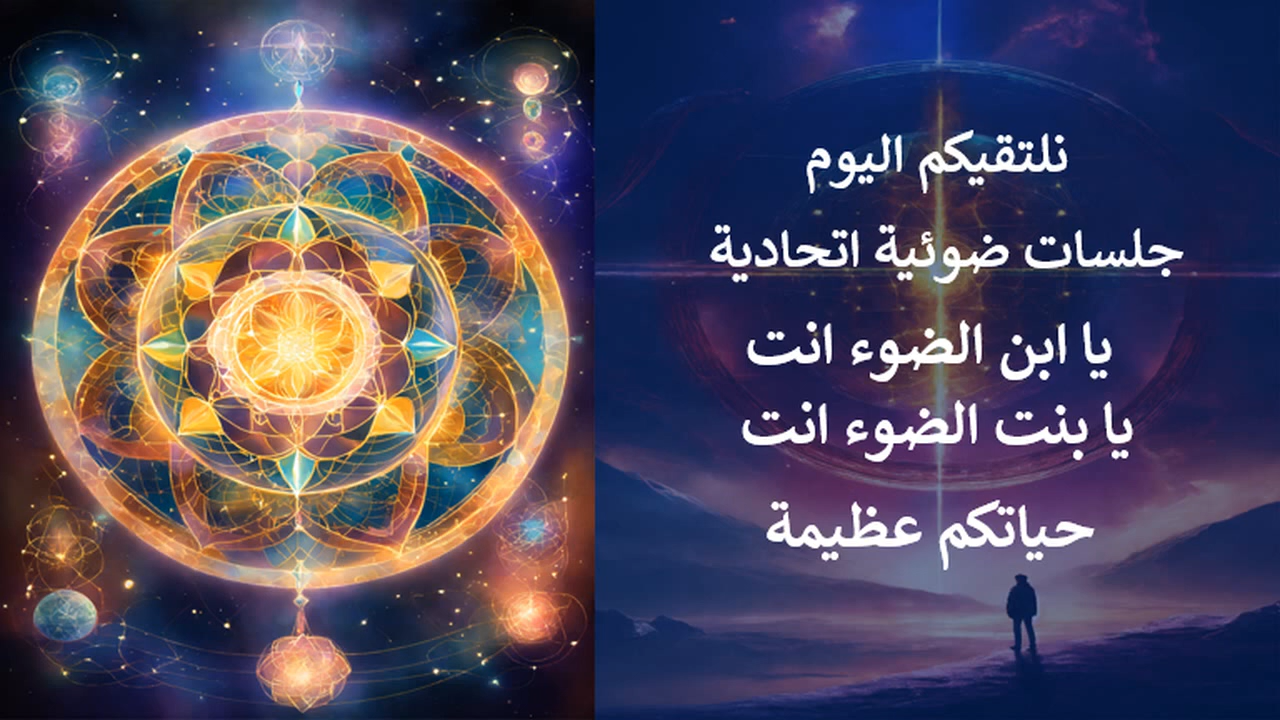 نلتقيكم اليوم
جلسات ضوئية اتحادية
يا ابن الضوء انت
يا بنت الضوء انت
حياتكم عظيمة